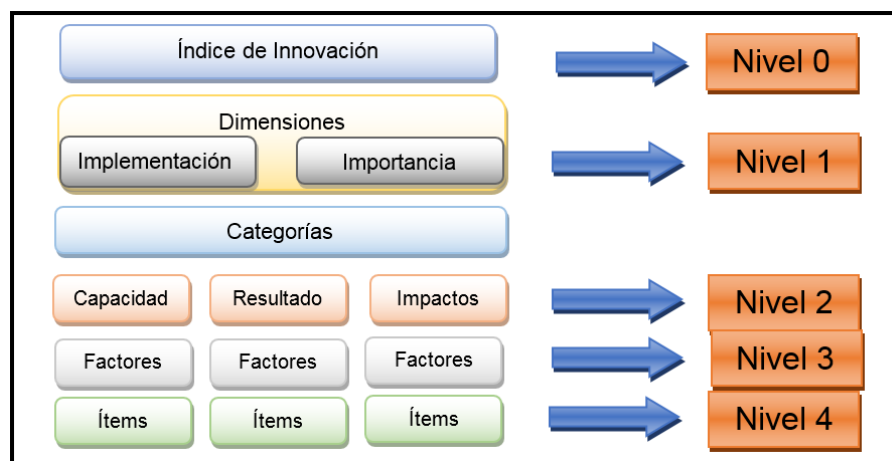 Índice de Innovación
Nivel 0
Dimensiones
Implementación
Importancia
Nivel 1
Categorías
Capacidad
Resultado
Impactos
Nivel 2
Factores
Factores
Factores
Nivel 3
Ítems
Ítems
Ítems
Nivel 4